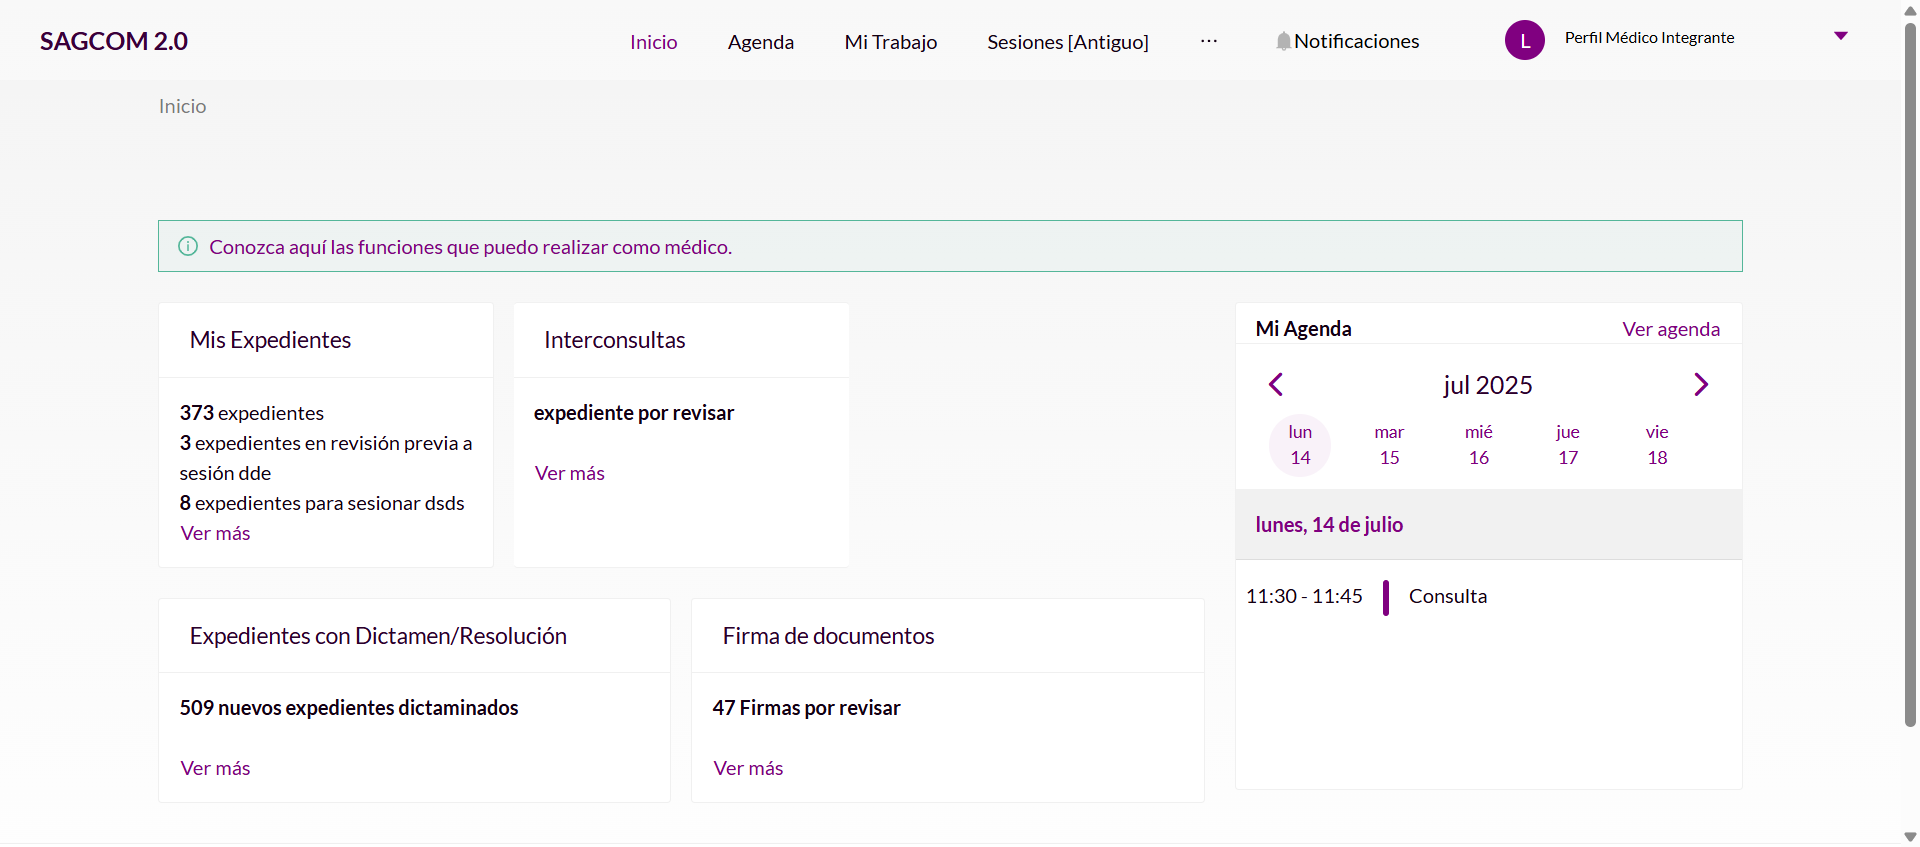 SAGCOM 2.0
Inicio
Agenda
Mi Trabajo
Sesiones [Antiguo]
...
Notificaciones
L
Perfil Médico Integrante
Inicio
Conozca aquí las funciones que puedo realizar como médico.
Mis Expedientes
373 expedientes
3 expedientes en revisión previa a
sesión dde
8 expedientes para sesionar dsds
Ver más
Interconsultas
expediente por revisar
Ver más
Expedientes con Dictamen/Resolución
509 nuevos expedientes dictaminados
Ver más
Firma de documentos
47 Firmas por revisar
Ver más
Mi Agenda
Ver agenda
jul 2025
lun mar mié jue vie
14 15 16 17 18
lunes, 14 de julio
11:30 - 11:45 Consulta